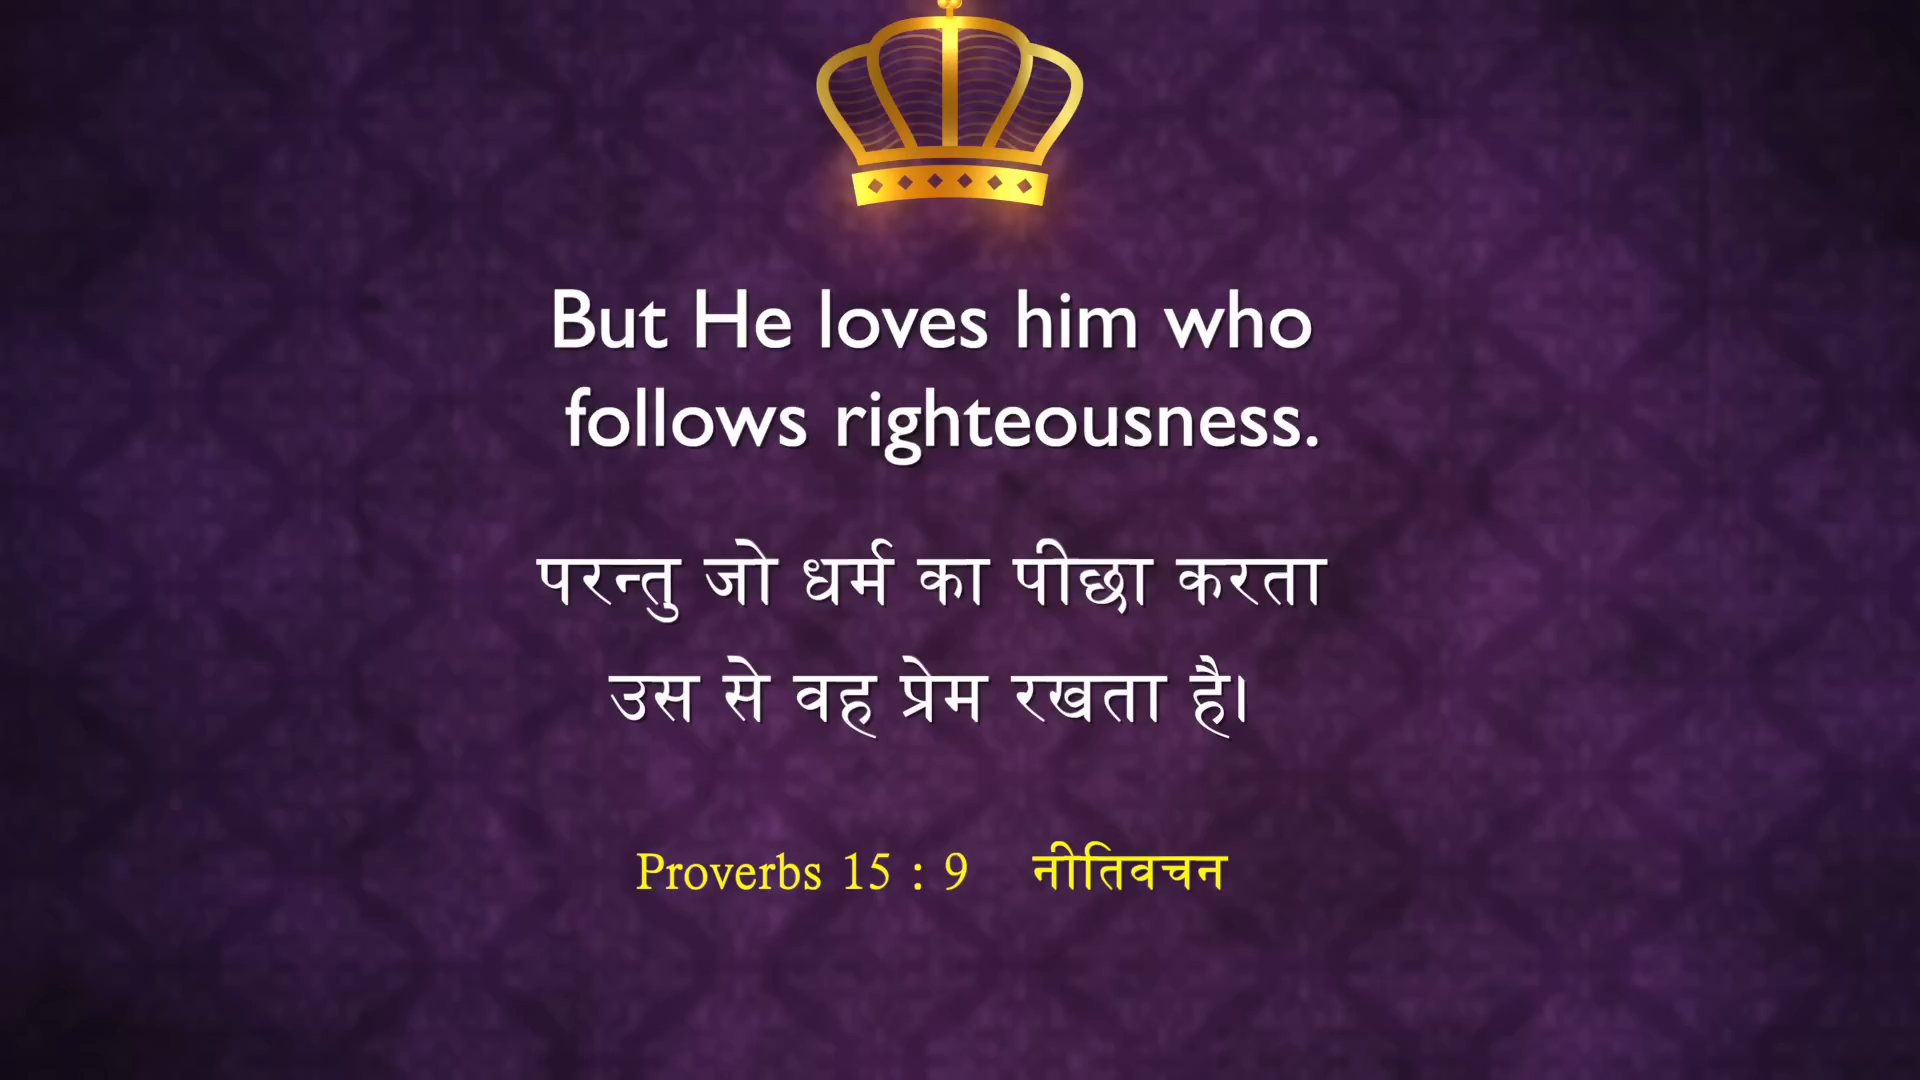 But He loves him who
follows righteousness.
परन्तु जो धर्म का पीछा करता
उस से वह प्रेम रखता है।
Proverbs 15 : 9 नीतिवचन